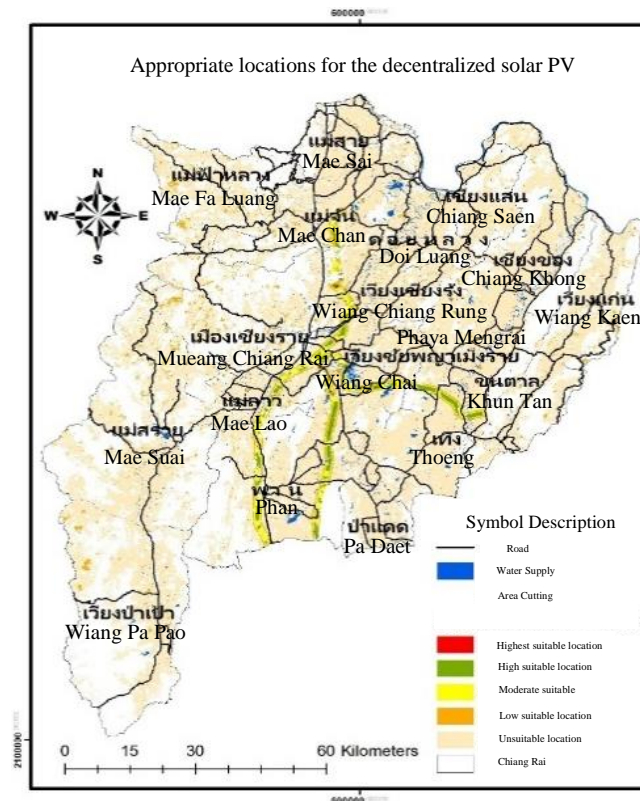 600000
Appropriate locations for the decentralized solar PV
แม่สาย
Mae Sai
แม่ฟ้าหลวง
Mae Fa Luang
N
W E
S
เชียงแสน
Chiang Saen
แม่จัน
Mae Chan
ดอยหลวง
Doi Luang
เชียงของ
Chiang Khong
เวียงเชียงรุ้ง
Wiang Chiang Rung
เวียงแก่น
Wiang Kaen
เมืองเชียงราย
Mueang Chiang Rai
Phaya Mengrai
เวียงชัยพญาเม็งราย
Wiang Chai
ขุนตาล
Khun Tan
แม่ลาว
Mae Lao
แม่สรวย
Mae Suai
เทิง
Thoeng
พาน
Phan
ป่าแดด
Pa Daet
เวียงป่าเป้า
Wiang Pa Pao
Symbol Description
Road
Water Supply
Area Cutting
Highest suitable location
High suitable location
Moderate suitable
Low suitable location
Unsuitable location
Chiang Rai
2100000
0 15 30 60 Kilometers
600000